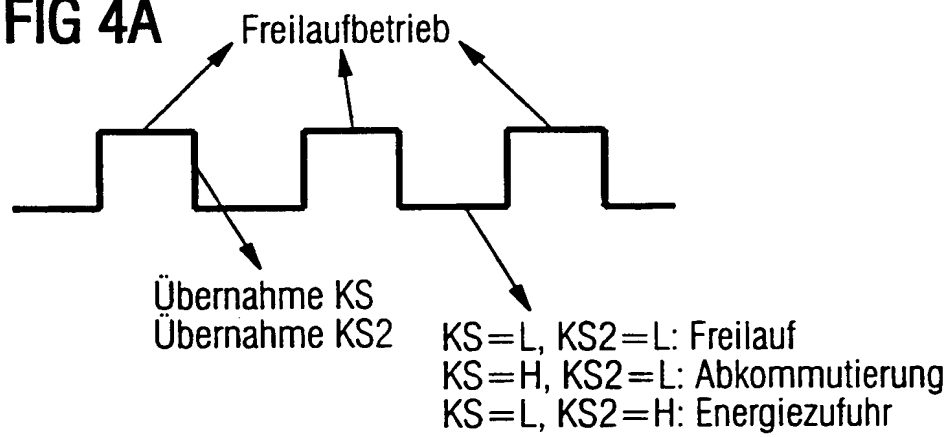 FIG 4A
Freilaufbetrieb
Übernahme KS
Übernahme KS2
KS=L, KS2=L: Freilauf
KS=H, KS2=L: Abkommutierung
KS=L, KS2=H: Energiezufuhr